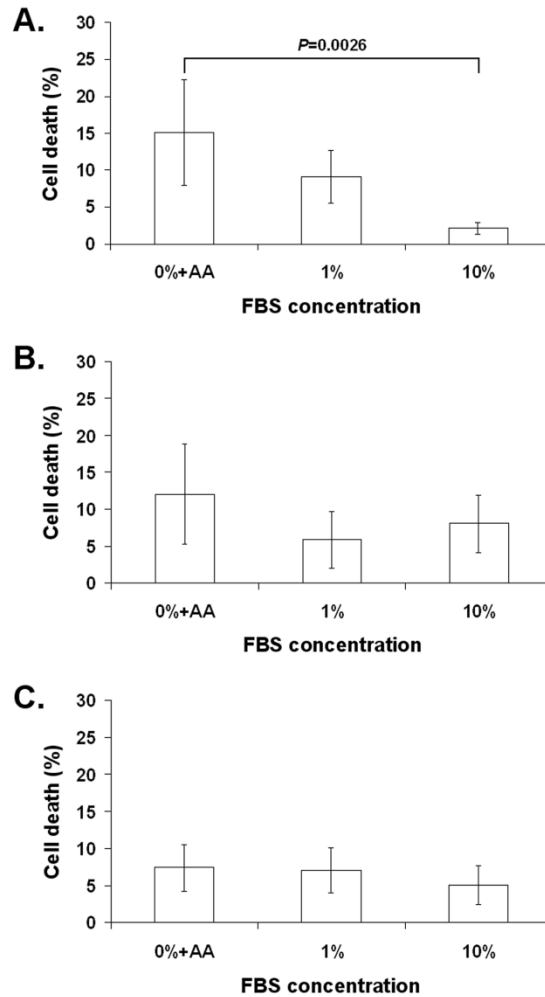 A.
P=0.0026
Cell death (%)
30
25
20
15
10
5
0
0%+AA 1% 10%
FBS concentration
B.
Cell death (%)
30
25
20
15
10
5
0
0%+AA 1% 10%
FBS concentration
C.
Cell death (%)
30
25
20
15
10
5
0
0%+AA 1% 10%
FBS concentration